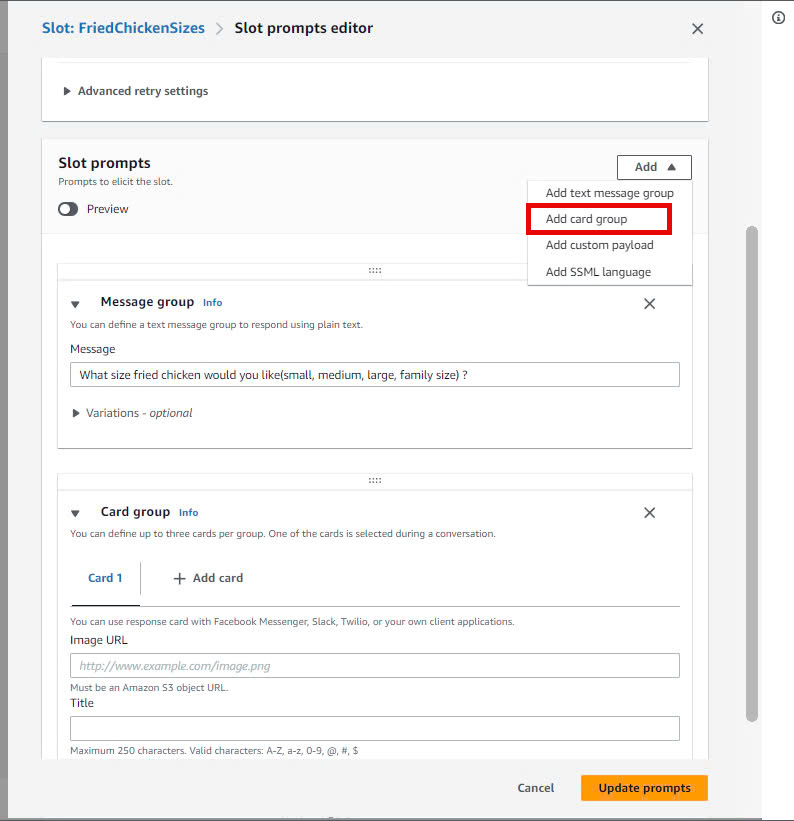 Slot: FriedChickenSizes > Slot prompts editor
Advanced retry settings
Slot prompts
Add
Prompts to elicit the slot.
Preview
Add text message group
Add card group
Add custom payload
Add SSML language
Message group Info
You can define a text message group to respond using plain text.
Message
What size fried chicken would you like(small, medium, large, family size) ?
Variations - optional
Card group Info
You can define up to three cards per group. One of the cards is selected during a conversation.
Card 1
Add card
You can use response card with Facebook Messenger, Slack, Twilio, or your own client applications.
Image URL
http://www.example.com/image.png
Must be an Amazon S3 object URL.
Title
Maximum 250 characters. Valid characters: A-Z, a-z, 0-9, @, #, $
Cancel
Update prompts